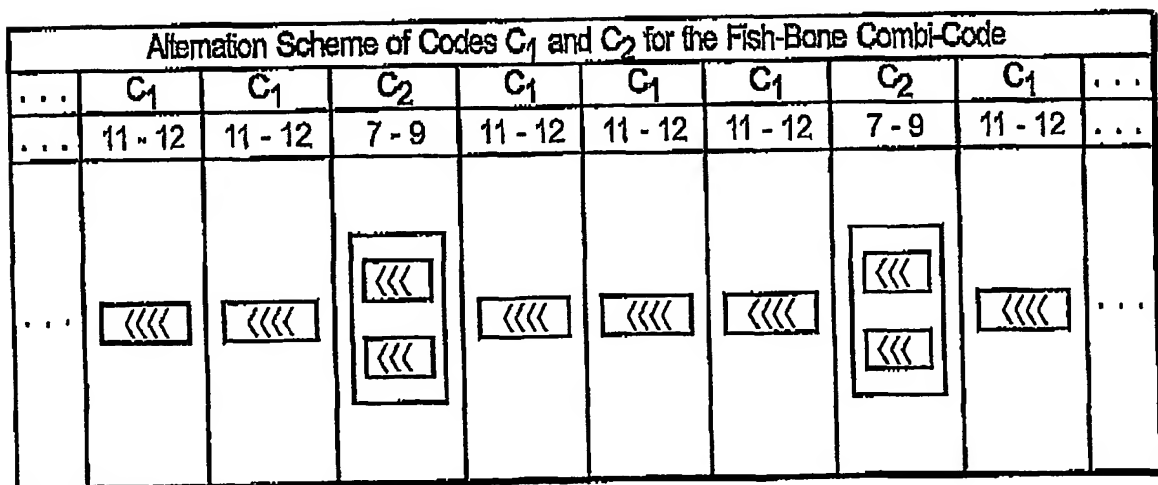 Alternation Scheme of Codes C1 and C2 for the Fish-Bone Combi-Code
... C1 C1 C2 C1 C1 C1 C2 C1 ...
... 11 - 12 11 - 12 7 - 9 11 - 12 11 - 12 11 - 12 7 - 9 11 - 12 ...
... ...